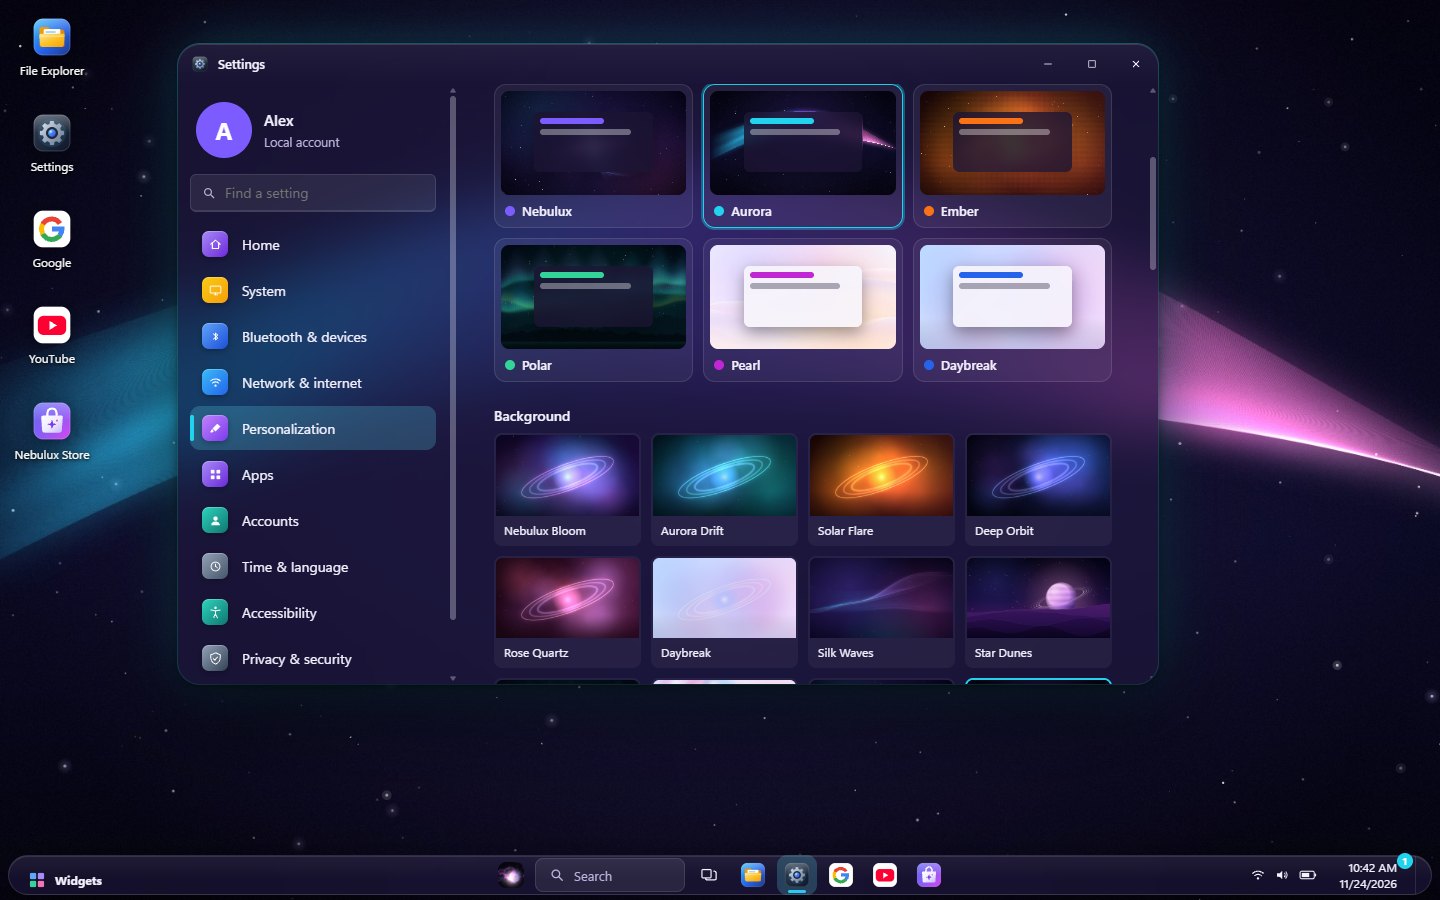 File Explorer
Settings
Google
YouTube
Nebulux Store
Settings
A
Alex
Local account
Find a setting
Home
System
Bluetooth & devices
Network & internet
Personalization
Apps
Accounts
Time & language
Accessibility
Privacy & security
Nebulux
Aurora
Ember
Polar
Pearl
Daybreak
Background
Nebulux Bloom
Aurora Drift
Solar Flare
Deep Orbit
Rose Quartz
Daybreak
Silk Waves
Star Dunes
Widgets
Search
10:42 AM
11/24/2026
1